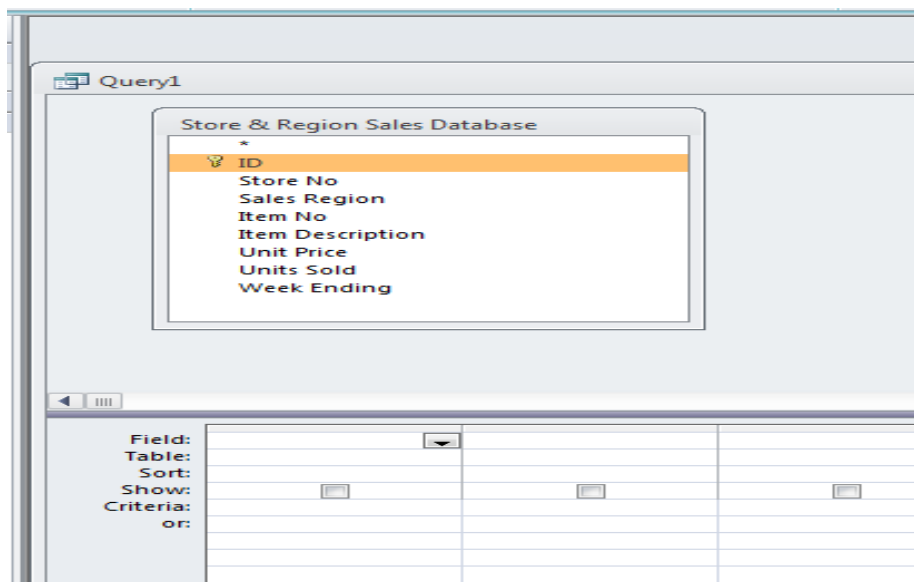 Query1
Store & Region Sales Database
*
ID
Store No
Sales Region
Item No
Item Description
Unit Price
Units Sold
Week Ending
Field:
Table:
Sort:
Show:
Criteria:
or: